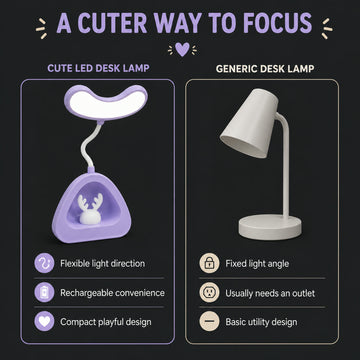 A CUTER WAY TO FOCUS
CUTE LED DESK LAMP
GENERIC DESK LAMP
Flexible light direction
Rechargeable convenience
Compact playful design
Fixed light angle
Usually needs an outlet
Basic utility design